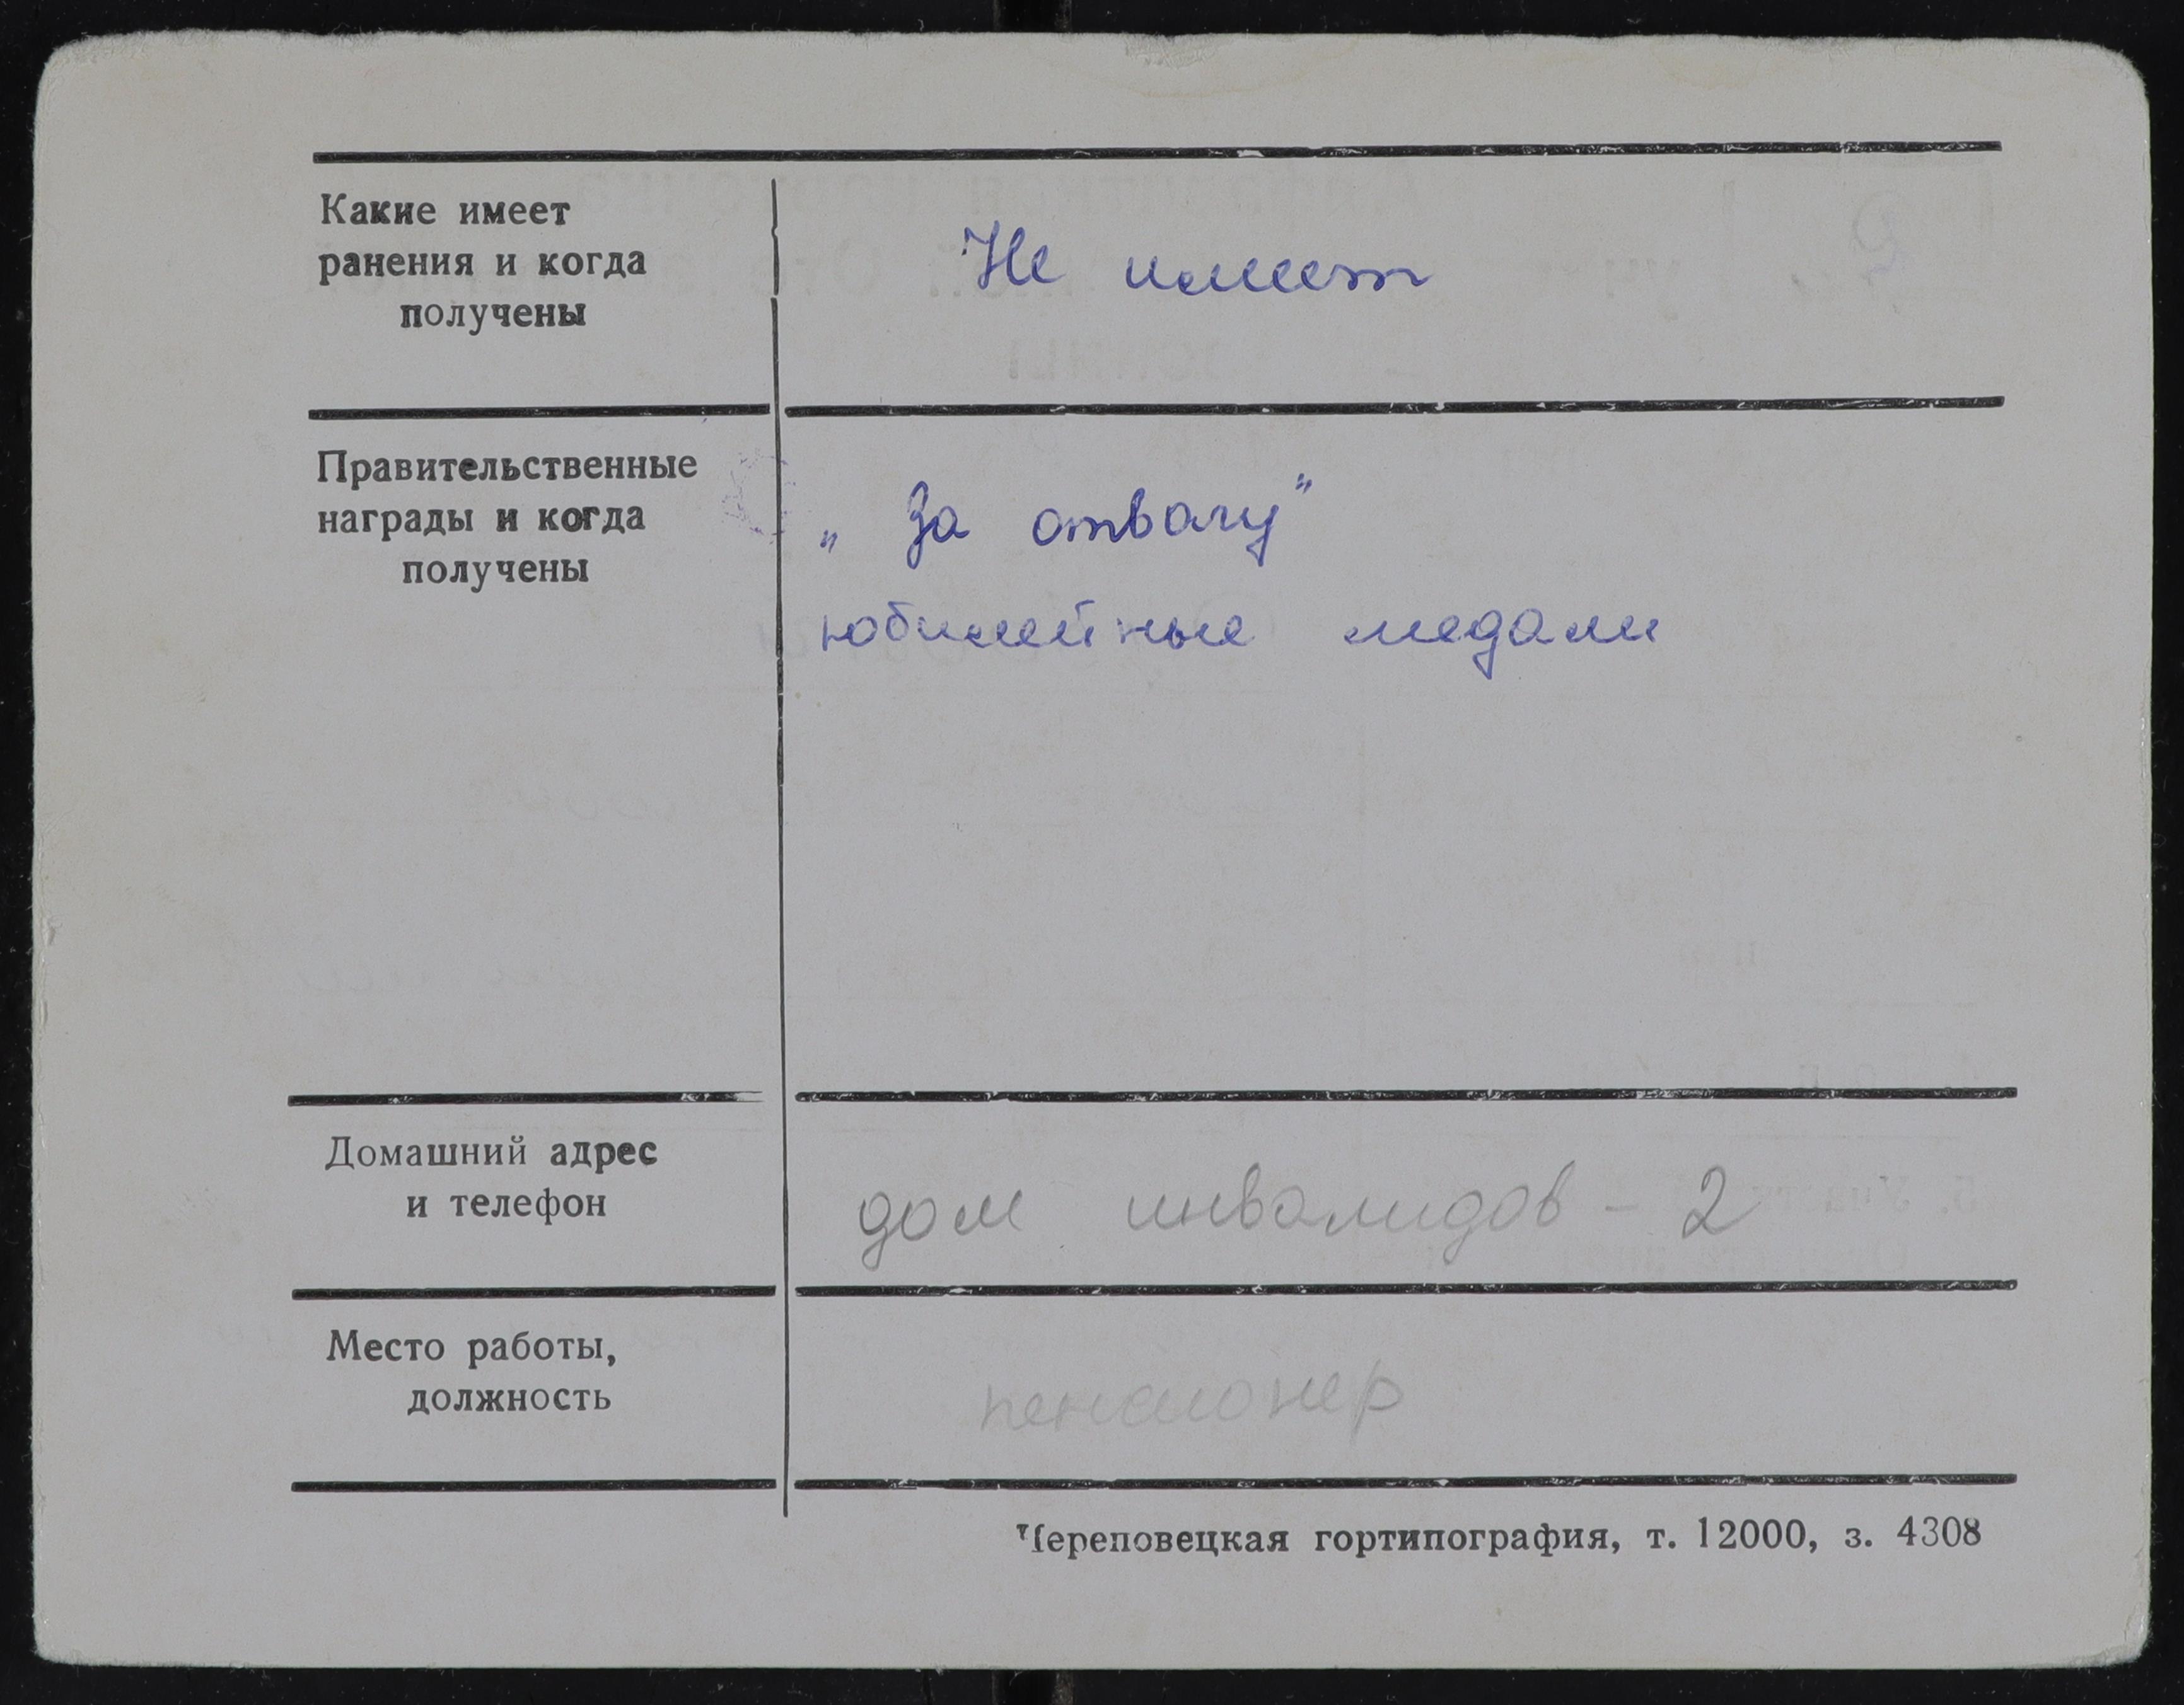 Какие имеет
ранения и когда
получены
Не имеет
Правительственные
награды и когда
получены
„ За отвагу"
юбилейные медали
Домашний адрес
и телефон
дом инвалидов - 2
Место работы,
должность
пенсионер
Череповецкая гортипография, т. 12000, з. 4308